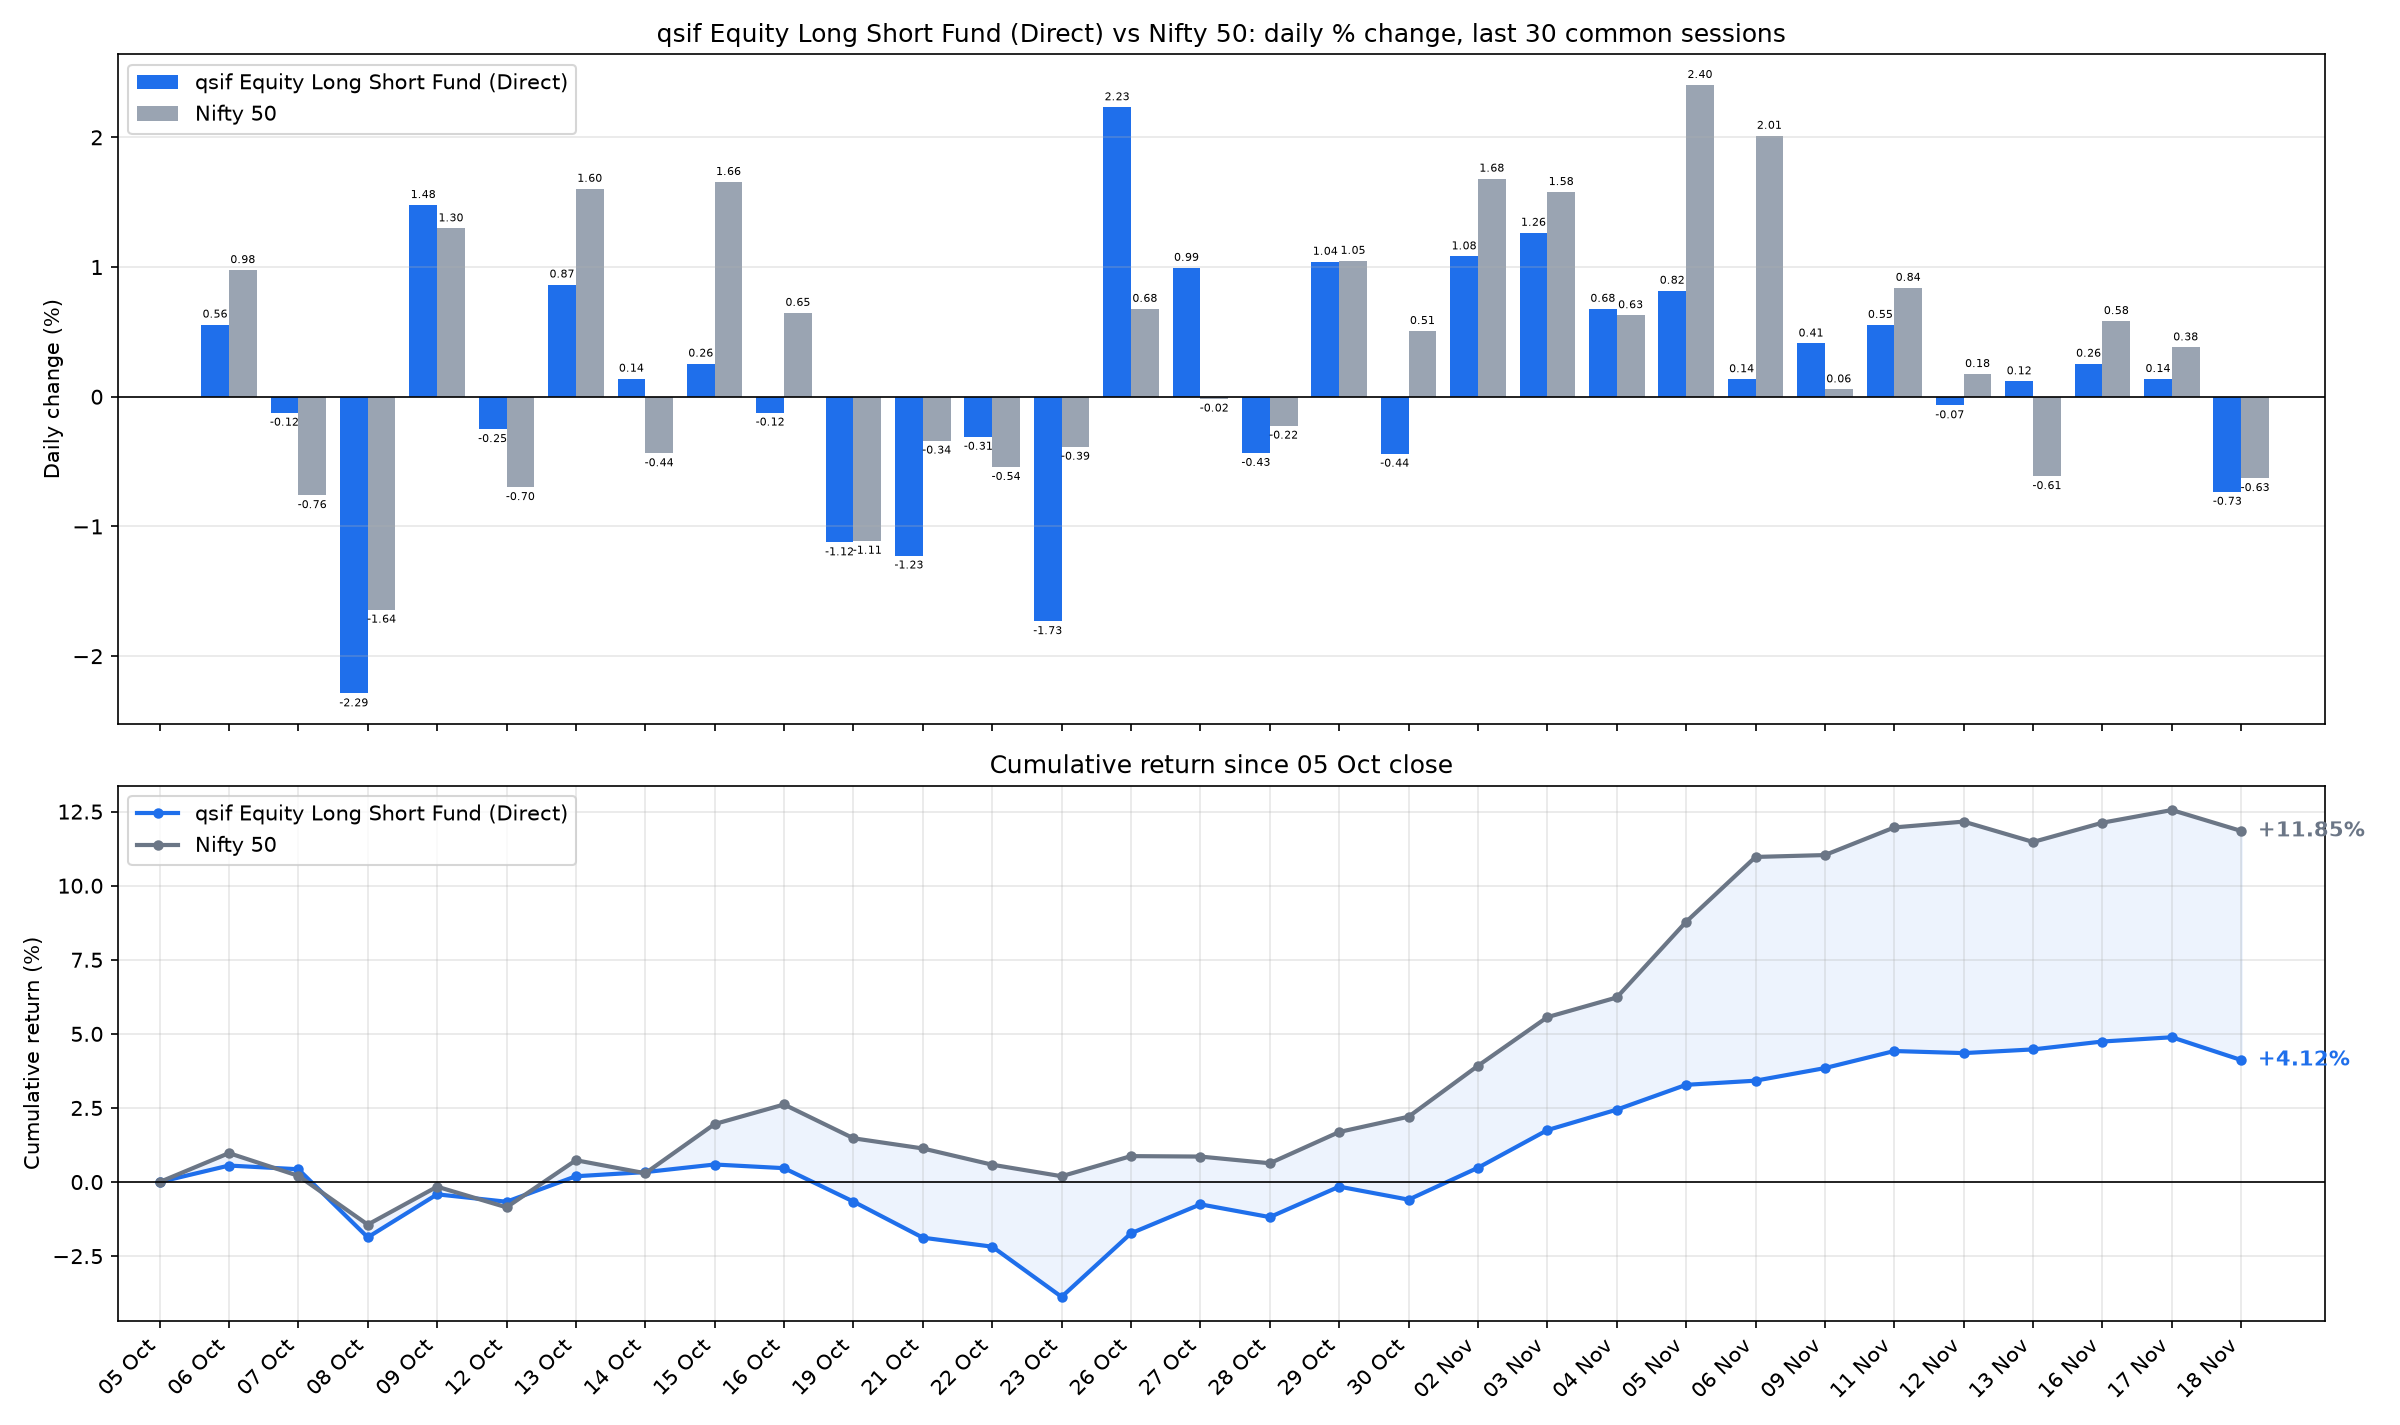 qsif Equity Long Short Fund (Direct) vs Nifty 50: daily % change, last 30 common sessions
qsif Equity Long Short Fund (Direct)
Nifty 50
Daily change (%)
2
1
0
−1
−2
0.56
0.98
-0.12
-0.76
-2.29
-1.64
1.48
1.30
-0.25
-0.70
0.87
1.60
0.14
-0.44
0.26
1.66
-0.12
0.65
-1.12
-1.11
-1.23
-0.34
-0.31
-0.54
-1.73
-0.39
2.23
0.68
0.99
-0.02
-0.43
-0.22
1.04
1.05
-0.44
0.51
1.08
1.68
1.26
1.58
0.68
0.63
0.82
2.40
0.14
2.01
0.41
0.06
0.55
0.84
-0.07
0.18
0.12
-0.61
0.26
0.58
0.14
0.38
-0.73
-0.63
Cumulative return since 05 Oct close
qsif Equity Long Short Fund (Direct)
Nifty 50
Cumulative return (%)
12.5
10.0
7.5
5.0
2.5
0.0
−2.5
+11.85%
+4.12%
05 Oct
06 Oct
07 Oct
08 Oct
09 Oct
12 Oct
13 Oct
14 Oct
15 Oct
16 Oct
19 Oct
21 Oct
22 Oct
23 Oct
26 Oct
27 Oct
28 Oct
29 Oct
30 Oct
02 Nov
03 Nov
04 Nov
05 Nov
06 Nov
09 Nov
11 Nov
12 Nov
13 Nov
16 Nov
17 Nov
18 Nov